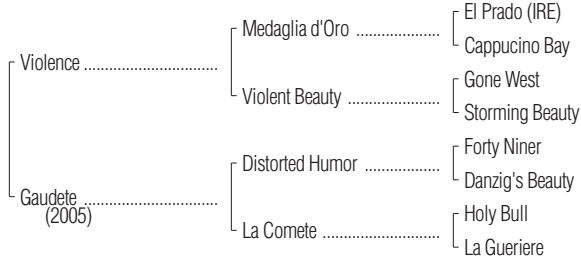 El Prado (IRE)
Medaglia d'Oro ....................
Cappucino Bay
Violence ................................
Gone West
Violent Beauty ......................
Storming Beauty
Forty Niner
Distorted Humor ..................
Danzig's Beauty
Gaudete ................................
(2005)
Holy Bull
La Comete ............................
La Gueriere